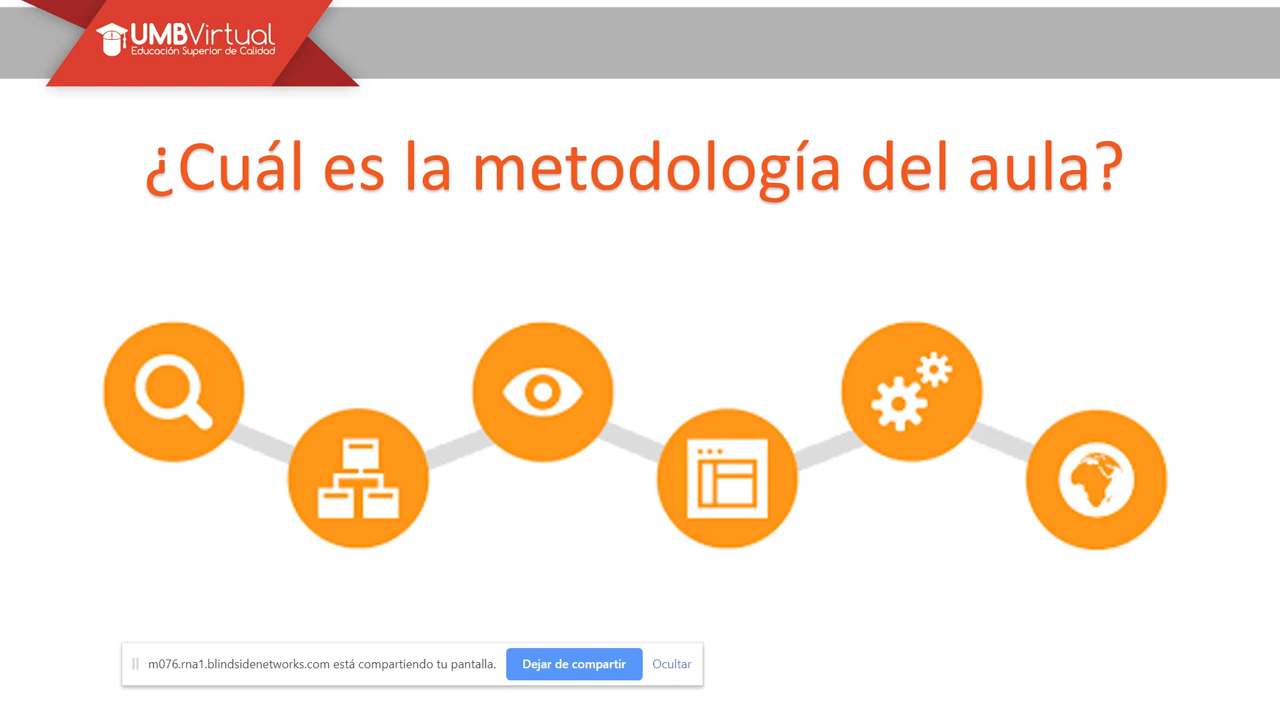 UMBVirtual
Educación Superior de Calidad
¿Cuál es la metodología del aula?
m076.rna1.blindsidenetworks.com está compartiendo tu pantalla. Dejar de compartir Ocultar